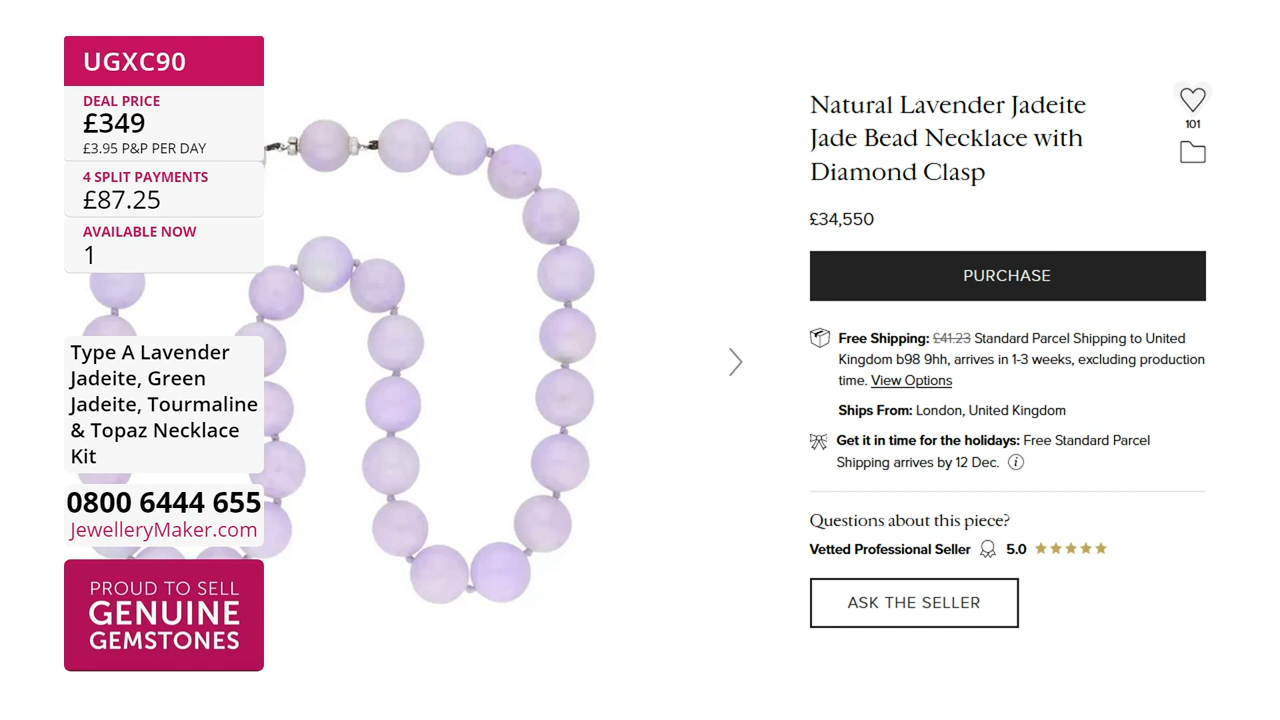 UGXC90
DEAL PRICE
£349
£3.95 P&P PER DAY
4 SPLIT PAYMENTS
£87.25
AVAILABLE NOW
1
Type A Lavender
Jadeite, Green
Jadeite, Tourmaline
& Topaz Necklace
Kit
0800 6444 655
JewelleryMaker.com
PROUD TO SELL
GENUINE
GEMSTONES
Natural Lavender Jadeite
Jade Bead Necklace with
Diamond Clasp
101
£34,550
PURCHASE
Free Shipping: £41.23 Standard Parcel Shipping to United
Kingdom b98 9hh, arrives in 1-3 weeks, excluding production
time. View Options
Ships From: London, United Kingdom
Get it in time for the holidays: Free Standard Parcel
Shipping arrives by 12 Dec.
Questions about this piece?
Vetted Professional Seller 5.0
ASK THE SELLER